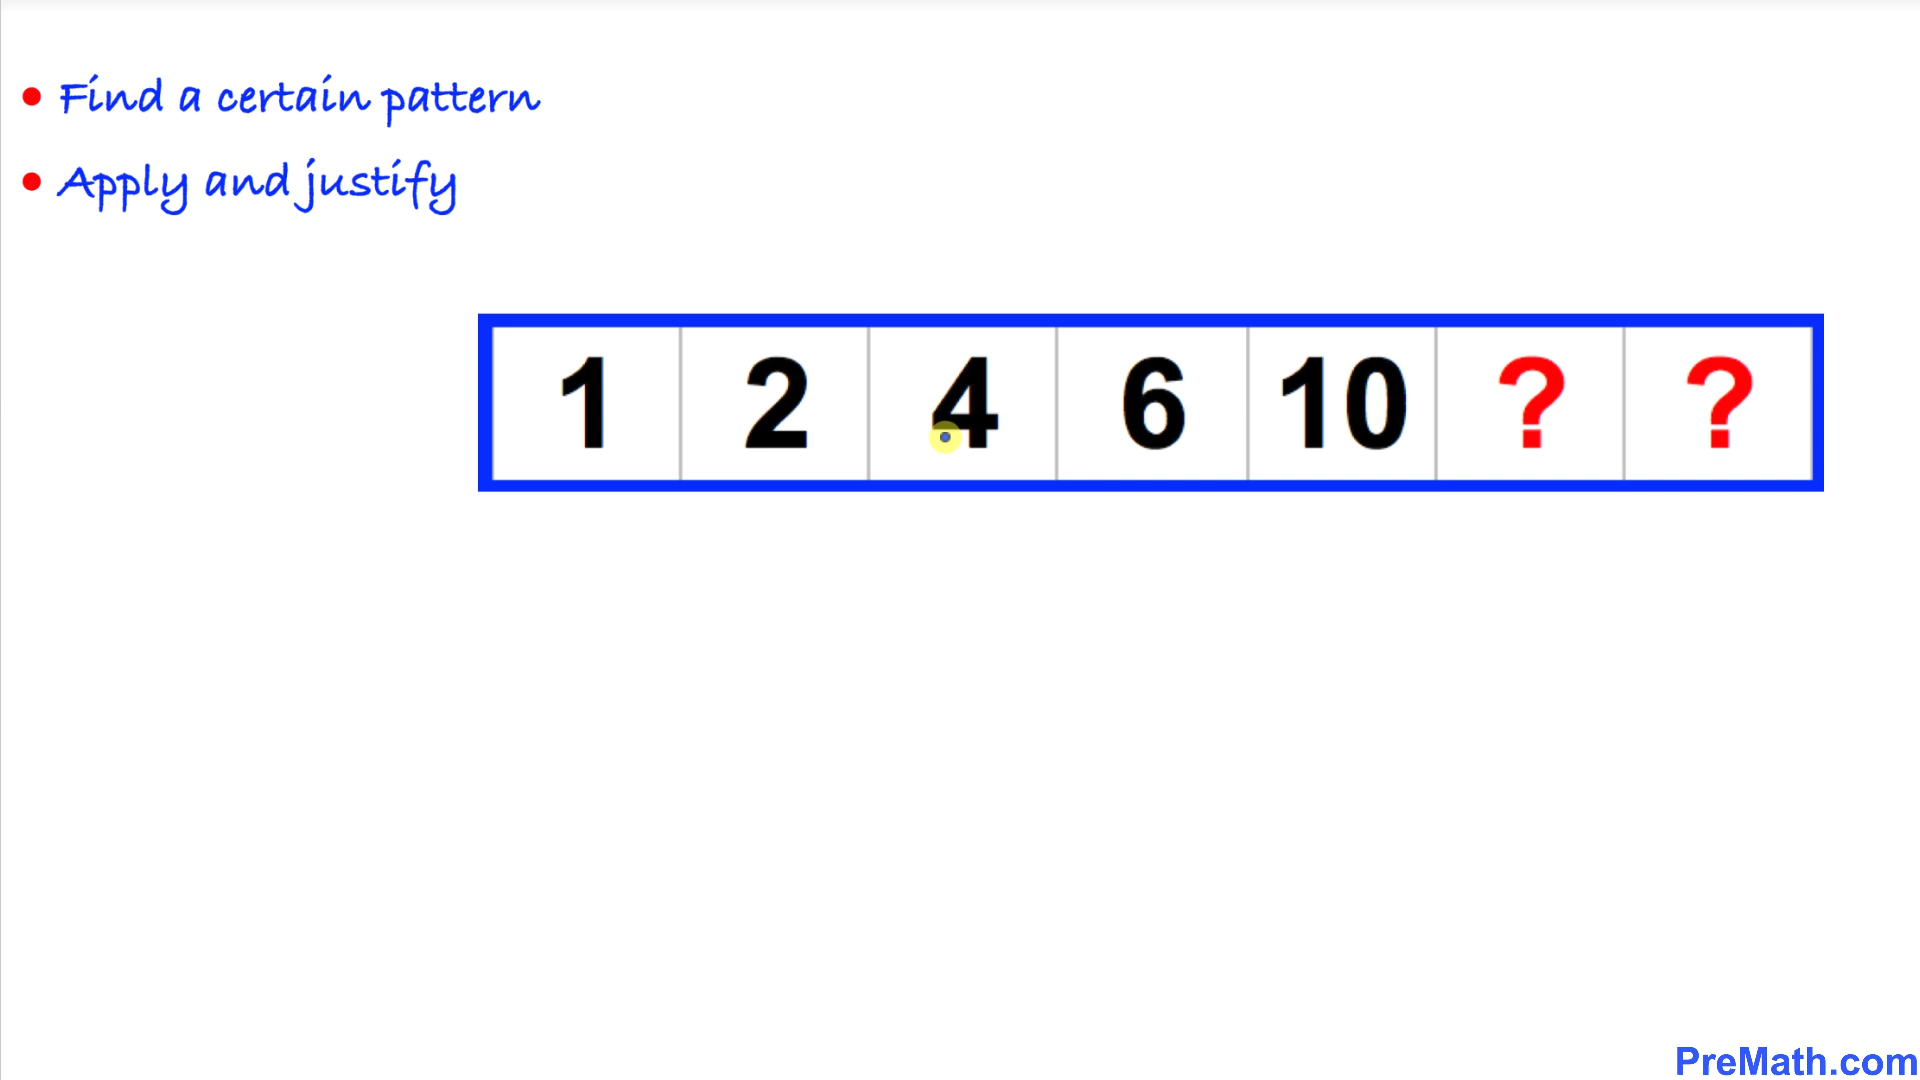 • Find a certain pattern
• Apply and justify
1 2 4 6 10 ? ?
PreMath.com